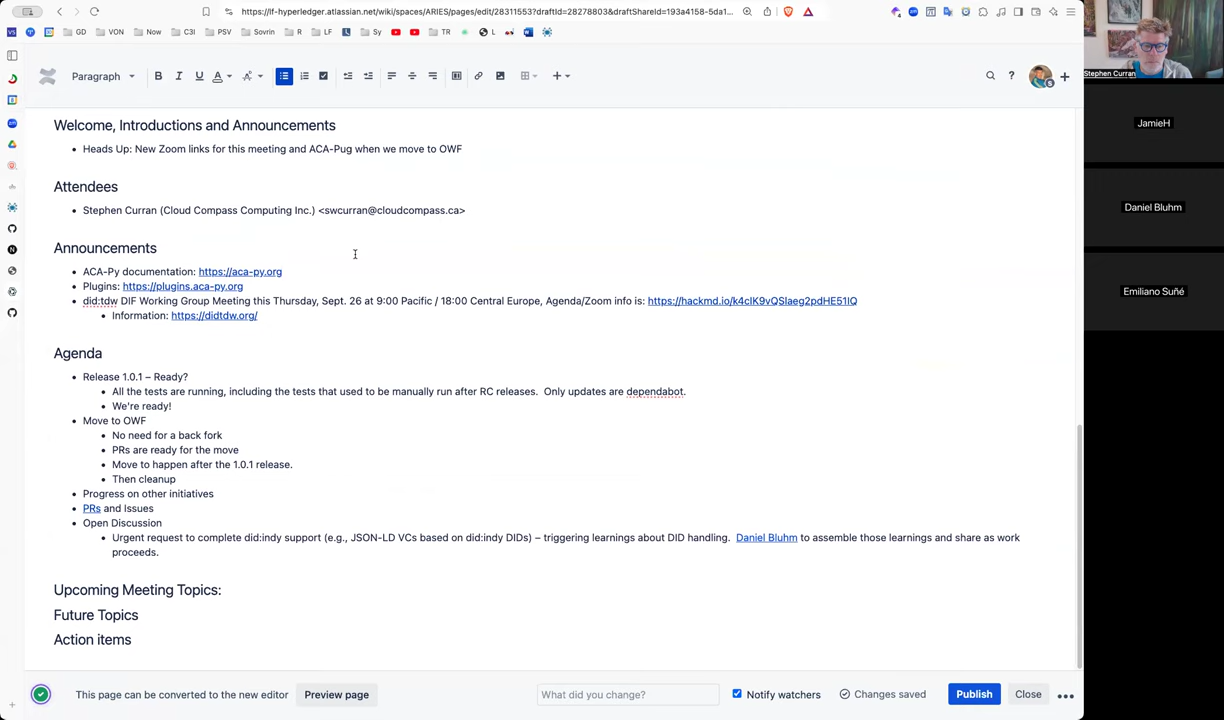 https://lf-hyperledger.atlassian.net/wiki/spaces/ARIES/pages/edit/28311553?draftId=28278803&draftShareId=193a4158-5da1...
GD
VON
Now
C3I
PSV
Sovrin
R
LF
Sy
TR
L
Paragraph
Stephen Curran
JamieH
Daniel Bluhm
Emiliano Suñé
Welcome, Introductions and Announcements
Heads Up: New Zoom links for this meeting and ACA-Pug when we move to OWF
Attendees
Stephen Curran (Cloud Compass Computing Inc.) <swcurran@cloudcompass.ca>
Announcements
ACA-Py documentation: https://aca-py.org
Plugins: https://plugins.aca-py.org
did:tdw DIF Working Group Meeting this Thursday, Sept. 26 at 9:00 Pacific / 18:00 Central Europe, Agenda/Zoom info is: https://hackmd.io/k4cIK9vQSlaeg2pdHE51IQ
Information: https://didtdw.org/
Agenda
Release 1.0.1 – Ready?
All the tests are running, including the tests that used to be manually run after RC releases.  Only updates are dependabot.
We're ready!
Move to OWF
No need for a back fork
PRs are ready for the move
Move to happen after the 1.0.1 release.
Then cleanup
Progress on other initiatives
PRs and Issues
Open Discussion
Urgent request to complete did:indy support (e.g., JSON-LD VCs based on did:indy DIDs) – triggering learnings about DID handling.  Daniel Bluhm to assemble those learnings and share as work
proceeds.
Upcoming Meeting Topics:
Future Topics
Action items
This page can be converted to the new editor
Preview page
What did you change?
Notify watchers
Changes saved
Publish
Close